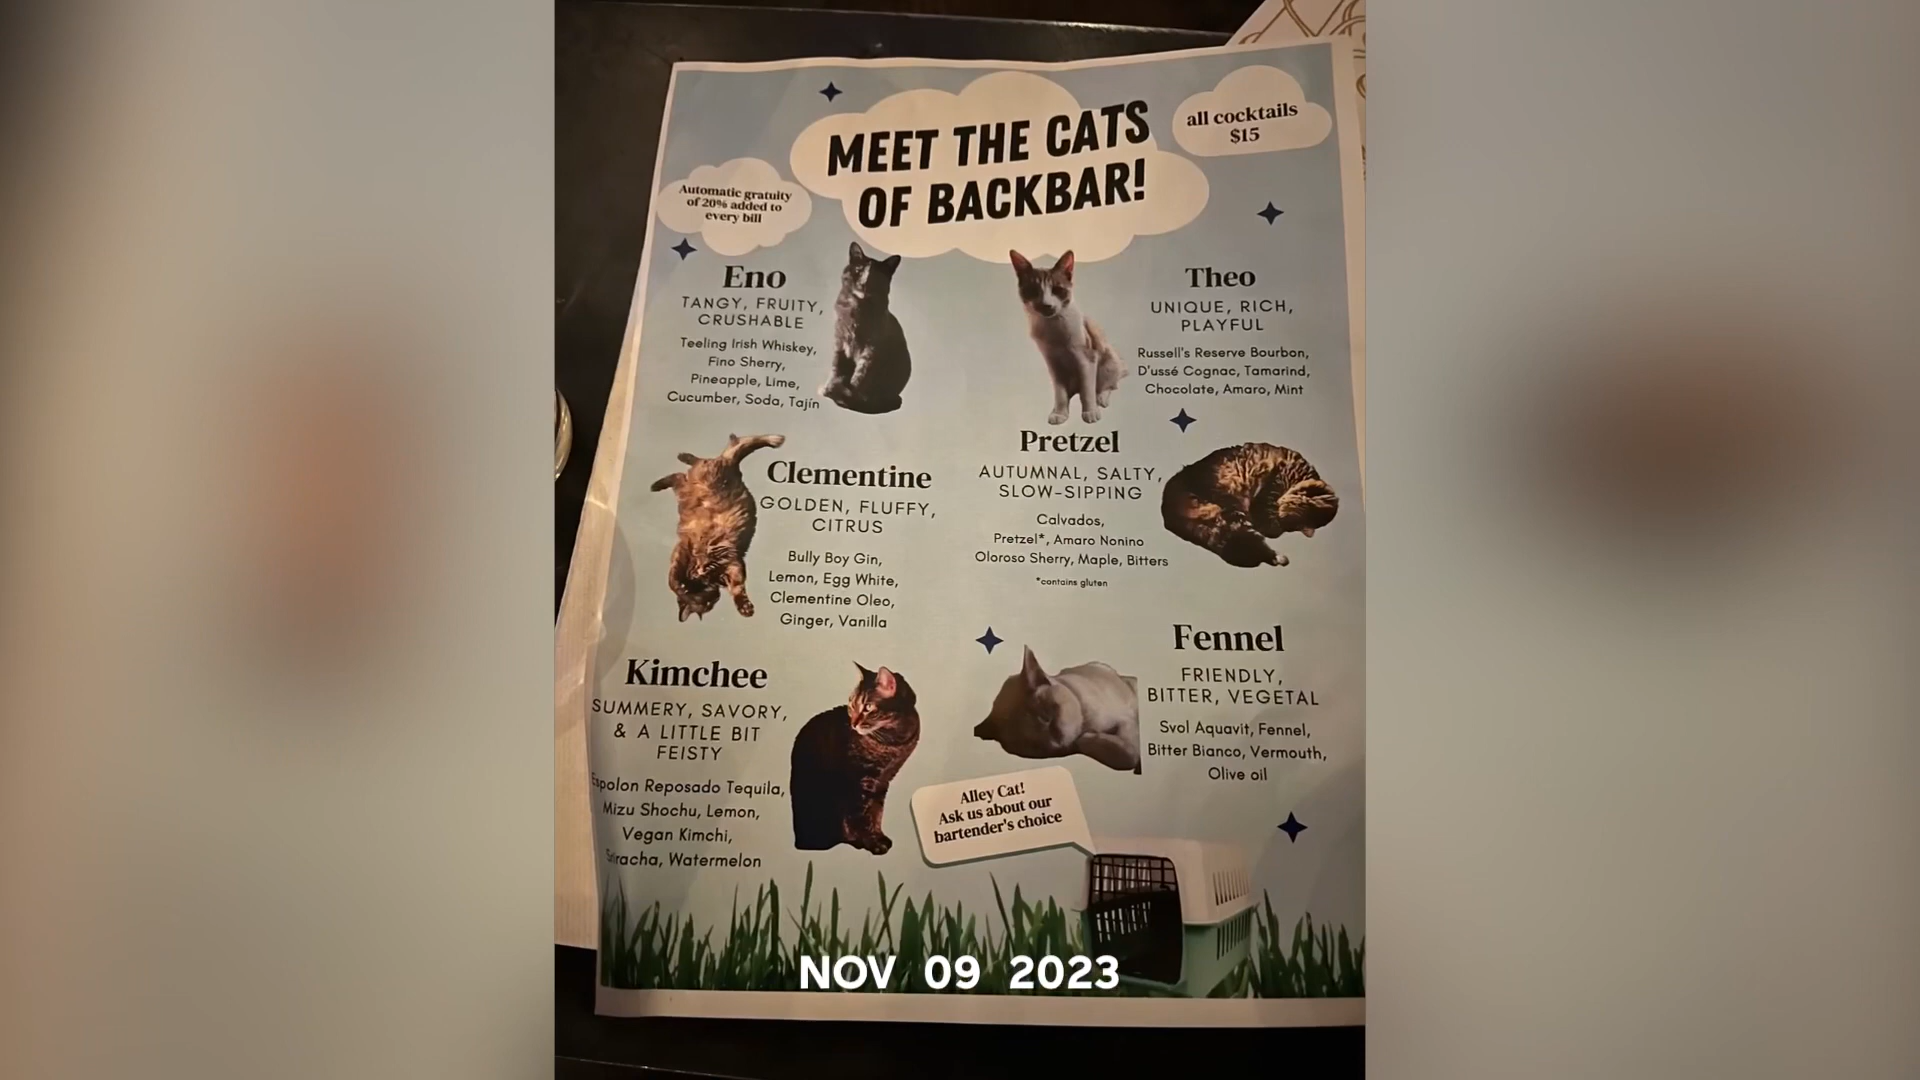 MEET THE CATS
OF BACKBAR!
all cocktails
$15
Automatic gratuity
of 20% added to
every bill
Eno
TANGY, FRUITY,
CRUSHABLE
Teeling Irish Whiskey,
Fino Sherry,
Pineapple, Lime,
Cucumber, Soda, Tajín
Theo
UNIQUE, RICH,
PLAYFUL
Russell's Reserve Bourbon,
D'ussé Cognac, Tamarind,
Chocolate, Amaro, Mint
Clementine
GOLDEN, FLUFFY,
CITRUS
Bully Boy Gin,
Lemon, Egg White,
Clementine Oleo,
Ginger, Vanilla
Pretzel
AUTUMNAL, SALTY,
SLOW-SIPPING
Calvados,
Pretzel*, Amaro Nonino
Oloroso Sherry, Maple, Bitters
*contains gluten
Kimchee
SUMMERY, SAVORY,
& A LITTLE BIT
FEISTY
Espolon Reposado Tequila,
Mizu Shochu, Lemon,
Vegan Kimchi,
Sriracha, Watermelon
Fennel
FRIENDLY,
BITTER, VEGETAL
Svol Aquavit, Fennel,
Bitter Bianco, Vermouth,
Olive oil
Alley Cat!
Ask us about our
bartender's choice
NOV 09 2023